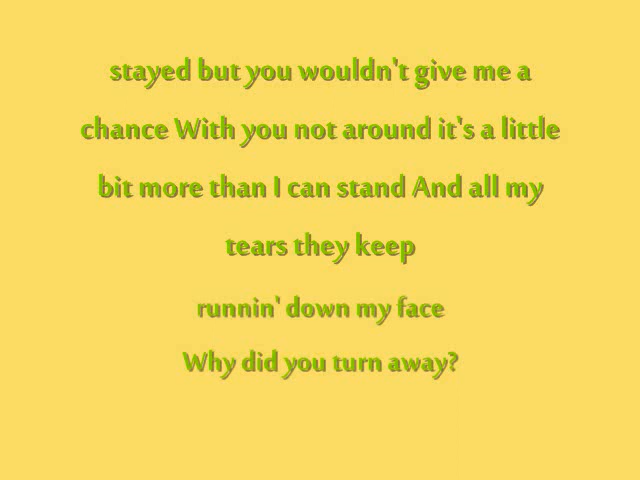 stayed but you wouldn't give me a
chance With you not around it's a little
bit more than I can stand And all my
tears they keep
runnin' down my face
Why did you turn away?